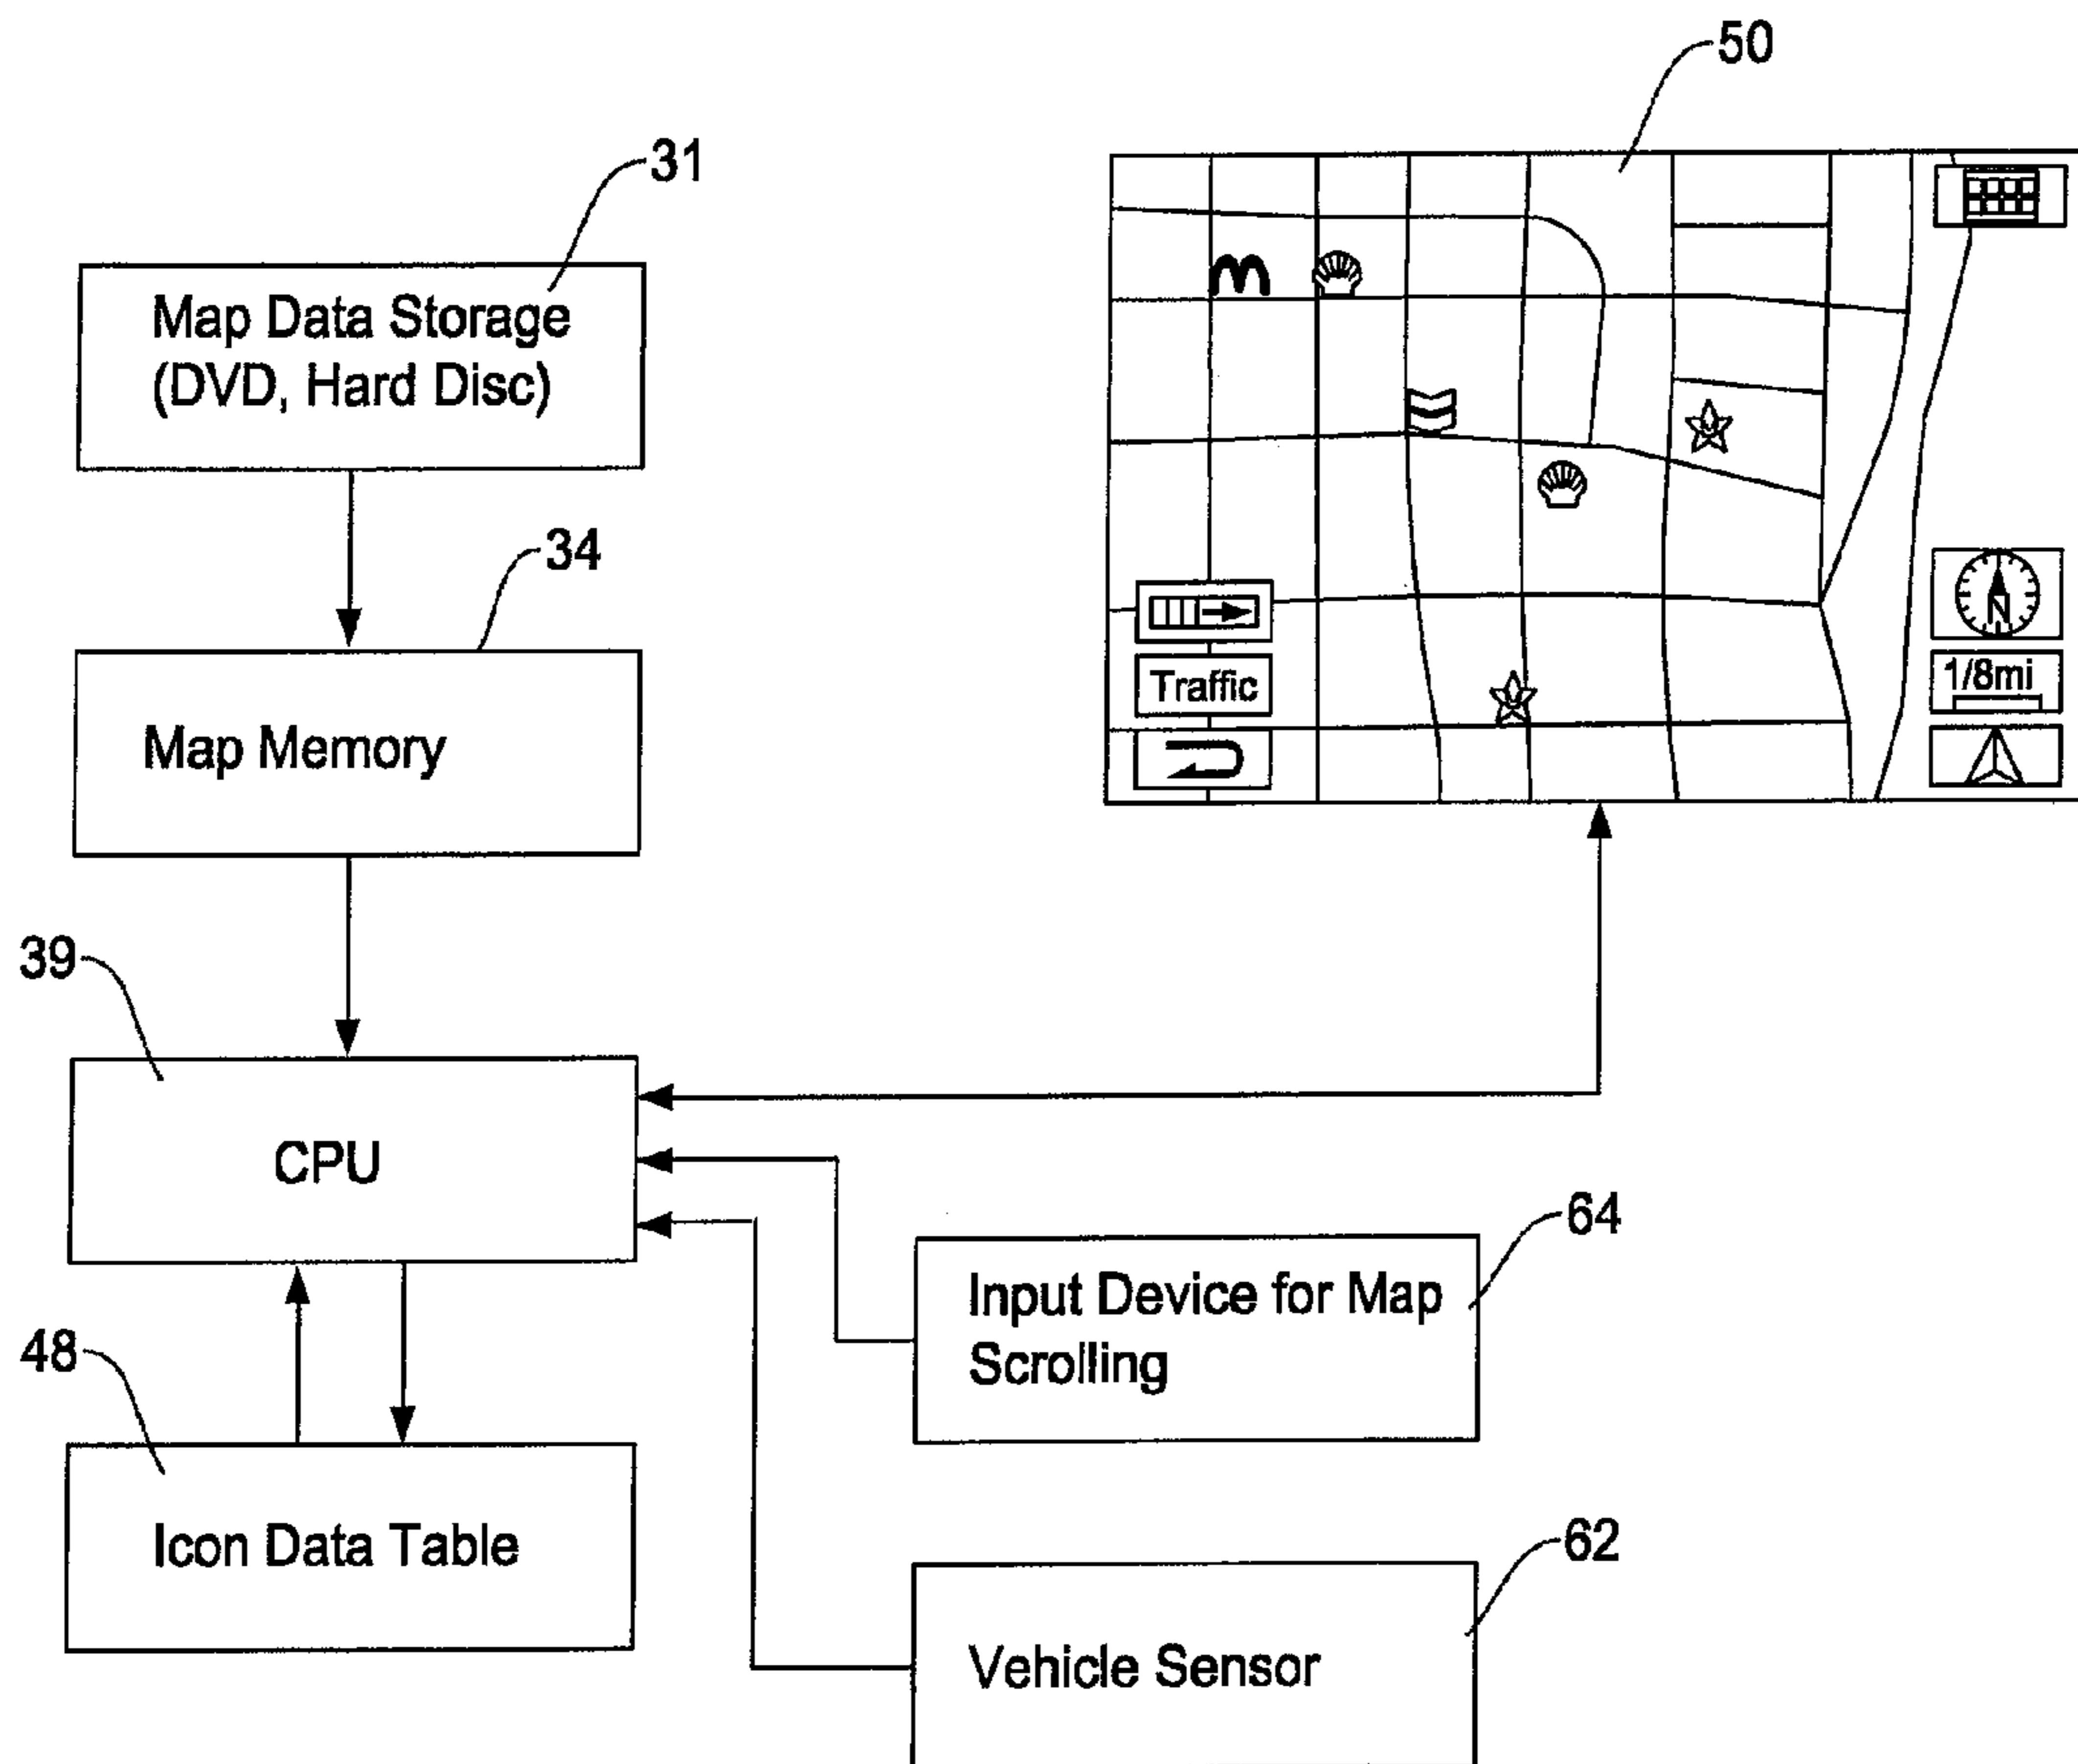 50
31
Map Data Storage
(DVD, Hard Disc)
34
Map Memory
N
Traffic
1/8mi
39
CPU
64
Input Device for Map
Scrolling
48
Icon Data Table
62
Vehicle Sensor